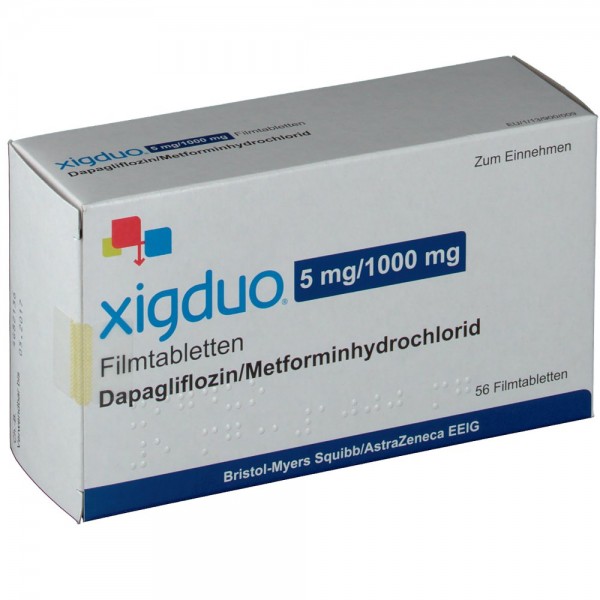 xigduo 5 mg/1000 mg Filmtabletten
Dapagliflozin/Metforminhydrochlorid
Zum Einnehmen
xigduo® 5 mg/1000 mg
Filmtabletten
Dapagliflozin/Metforminhydrochlorid
56 Filmtabletten
Bristol-Myers Squibb/AstraZeneca EEIG